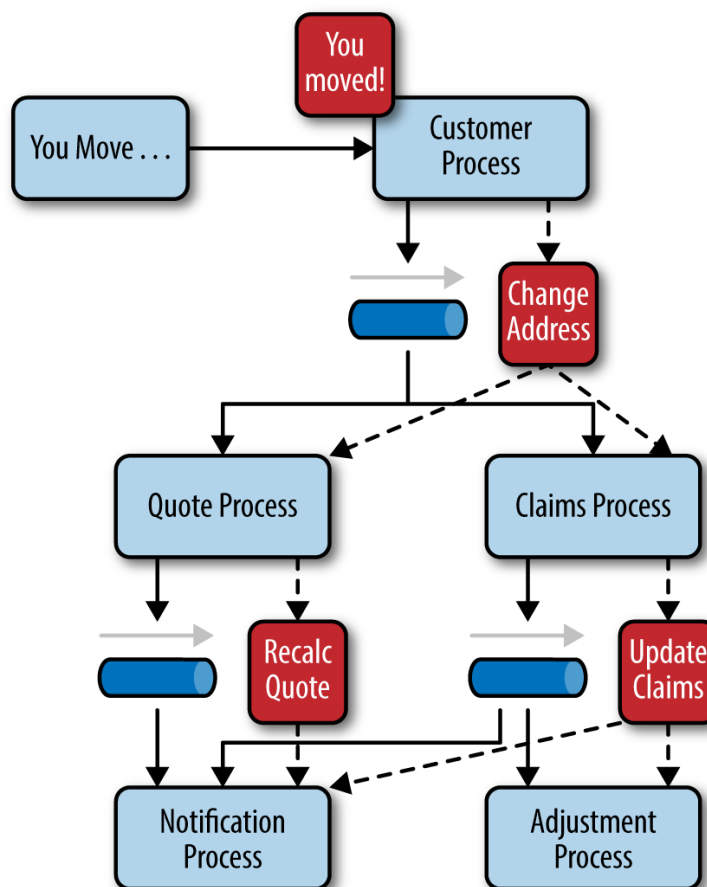 You
moved!
You Move . . .
Customer
Process
Change
Address
Quote Process
Claims Process
Recalc
Quote
Update
Claims
Notification
Process
Adjustment
Process